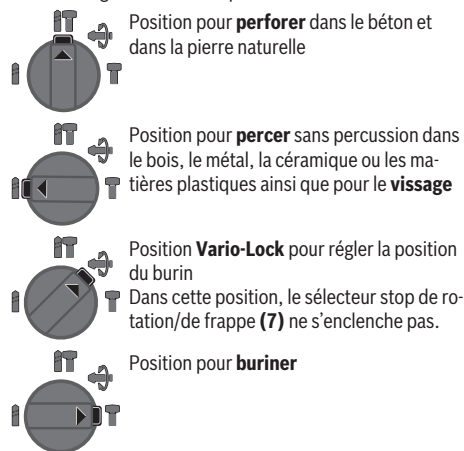 Position pour perforer dans le béton et
dans la pierre naturelle
Position pour percer sans percussion dans
le bois, le métal, la céramique ou les ma-
tières plastiques ainsi que pour le vissage
Position Vario-Lock pour régler la position
du burin
Dans cette position, le sélecteur stop de ro-
tation/de frappe (7) ne s’enclenche pas.
Position pour buriner